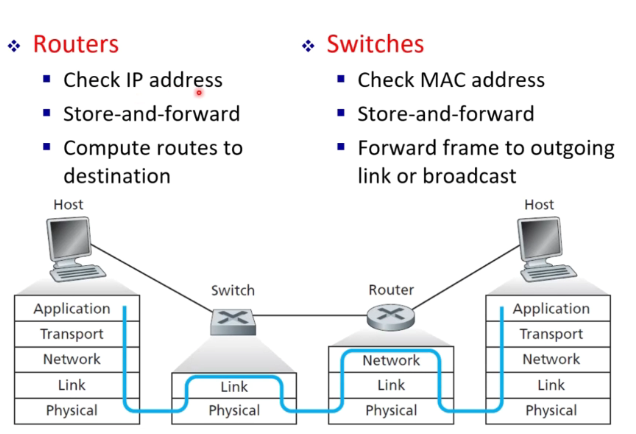 Routers
Check IP address
Store-and-forward
Compute routes to
destination
Switches
Check MAC address
Store-and-forward
Forward frame to outgoing
link or broadcast
Host
Switch
Router
Host
Application
Transport
Network
Link
Physical
Link
Physical
Network
Link
Physical
Application
Transport
Network
Link
Physical